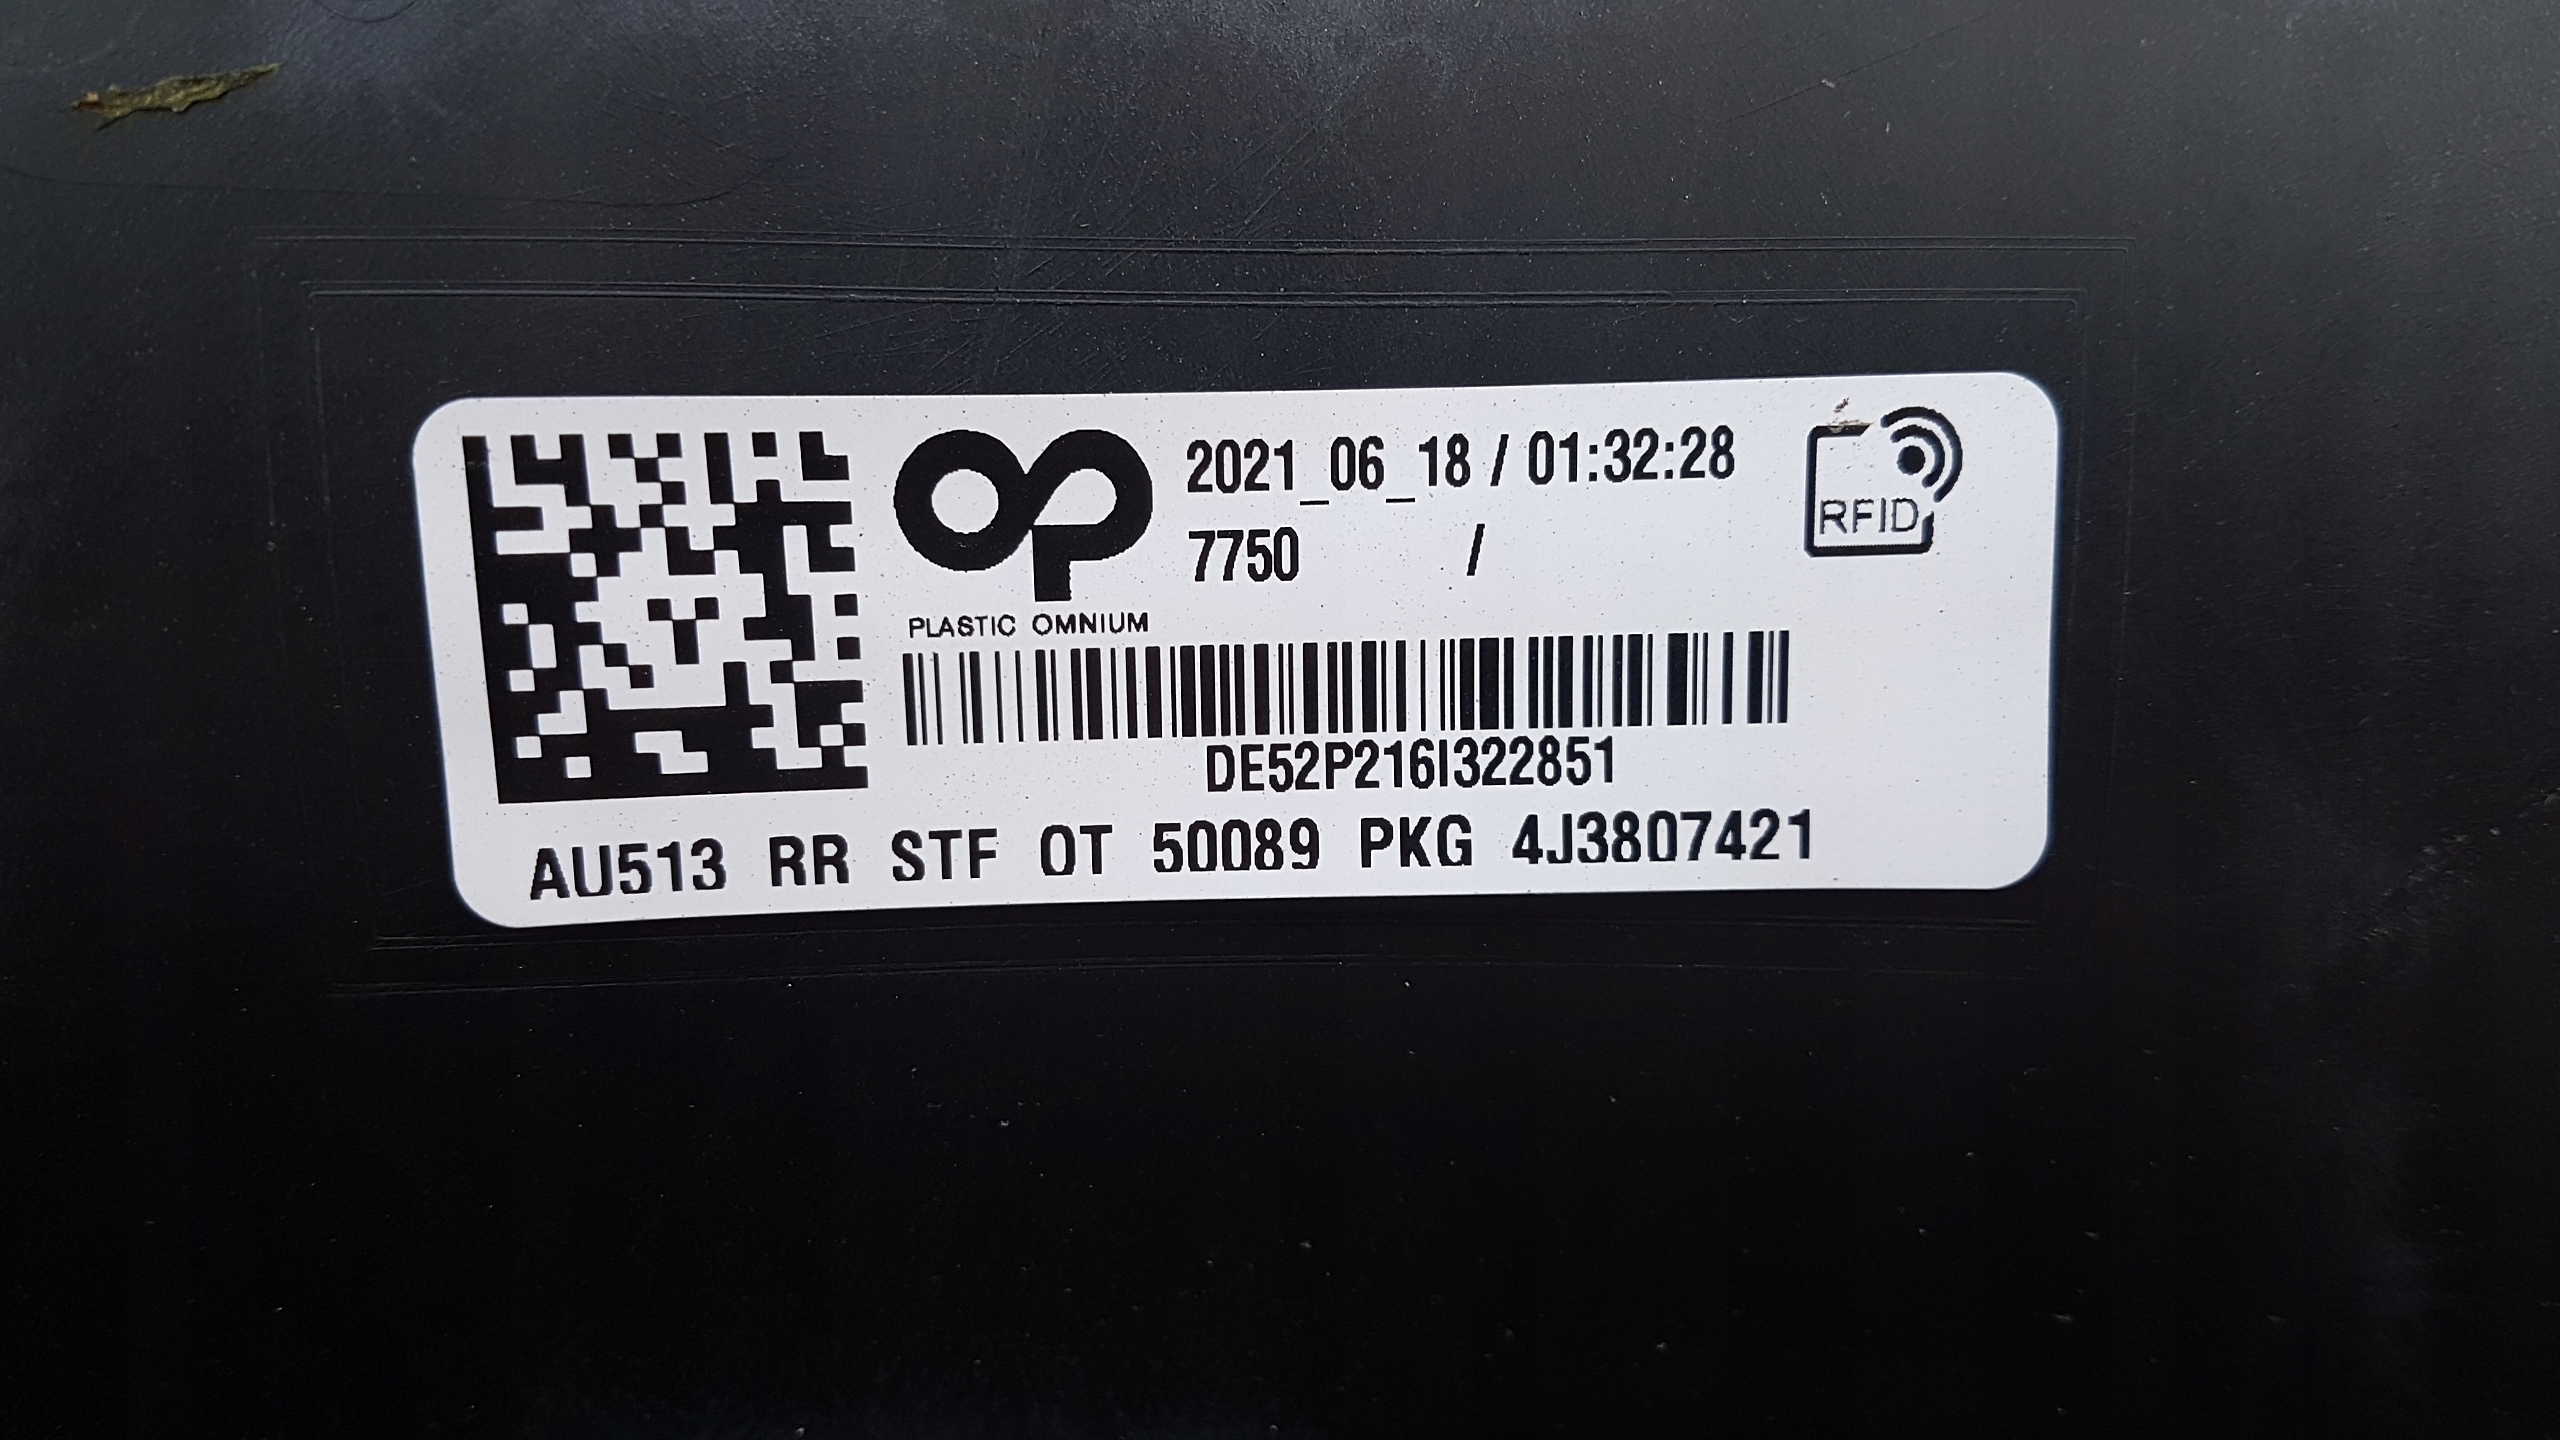 2021_06_18 / 01:32:28
7750 /
RFID
PLASTIC OMNIUM
DE52P216I322851
AU513 RR STF OT 50089 PKG 4J3807421